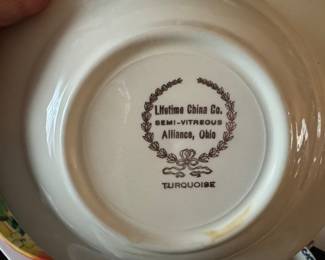 Lifetime China Co.
SEMI-VITREOUS
Alliance, Ohio
TURQUOISE